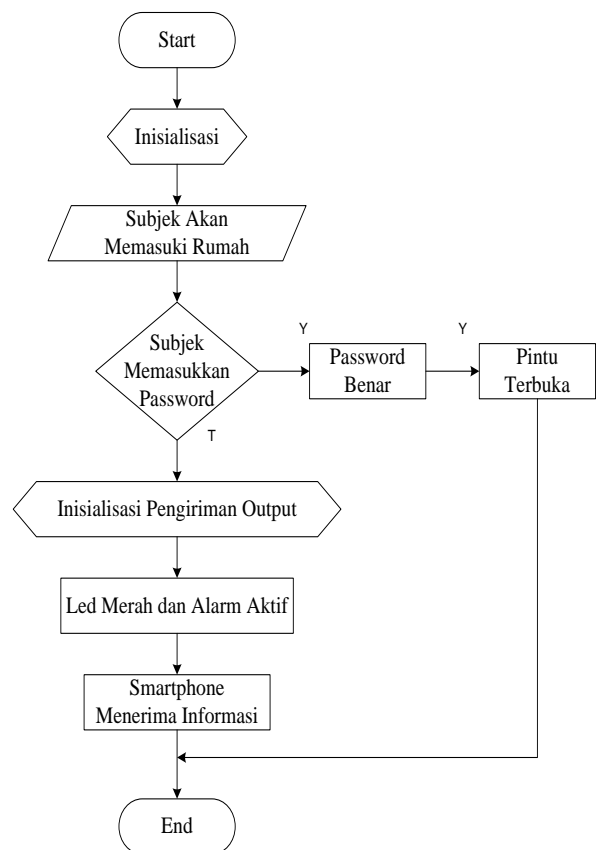 Start
Inisialisasi
Subjek Akan
Memasuki Rumah
Subjek
Memasukkan
Password
Y
Password
Benar
Y
Pintu
Terbuka
T
Inisialisasi Pengiriman Output
Led Merah dan Alarm Aktif
Smartphone
Menerima Informasi
End